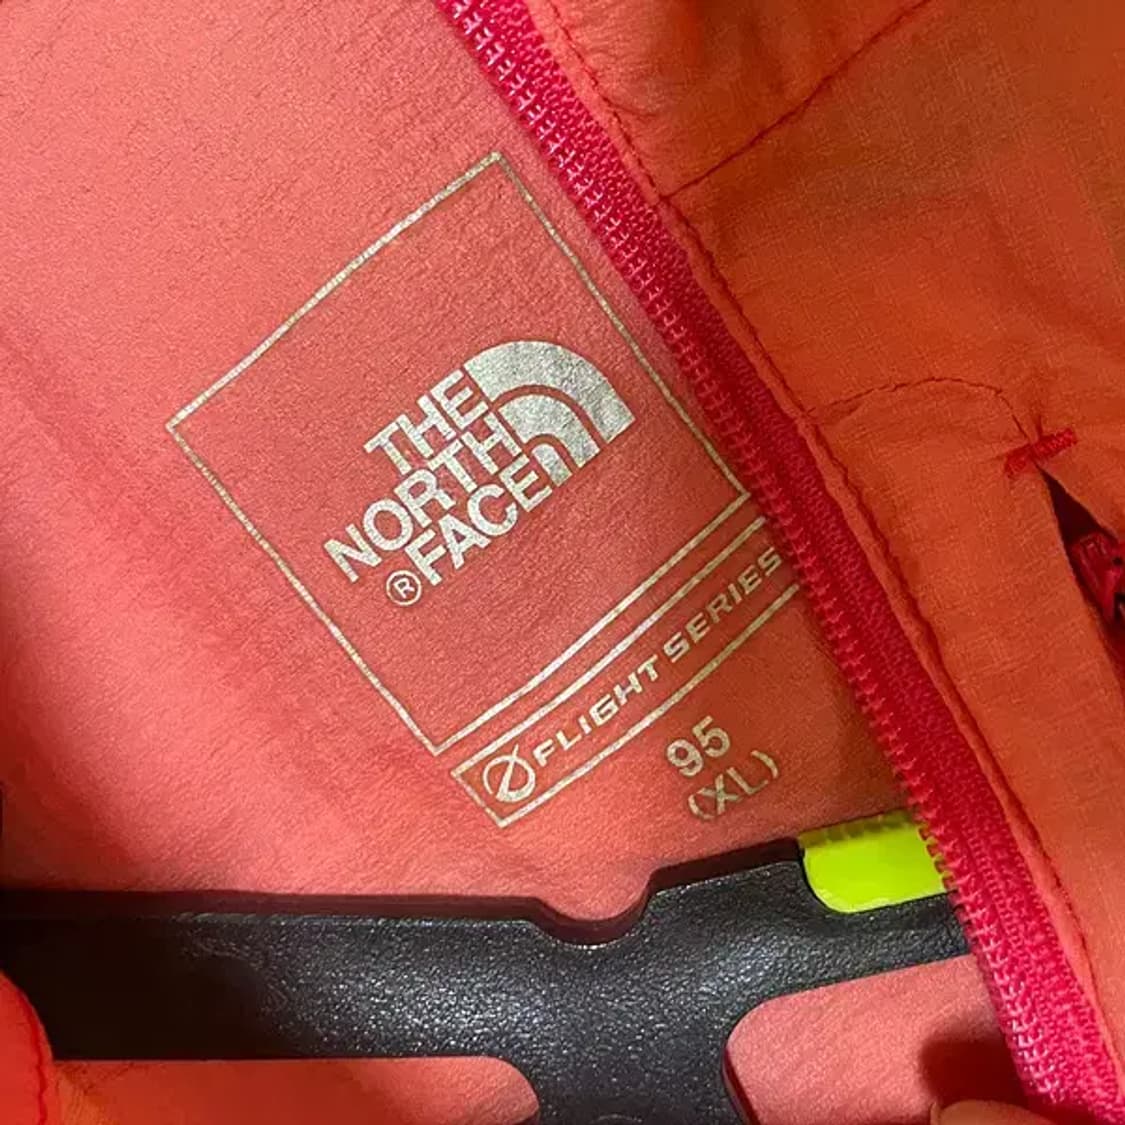 THE
NORTH
®FACE
FLIGHT SERIES
95
(XL)